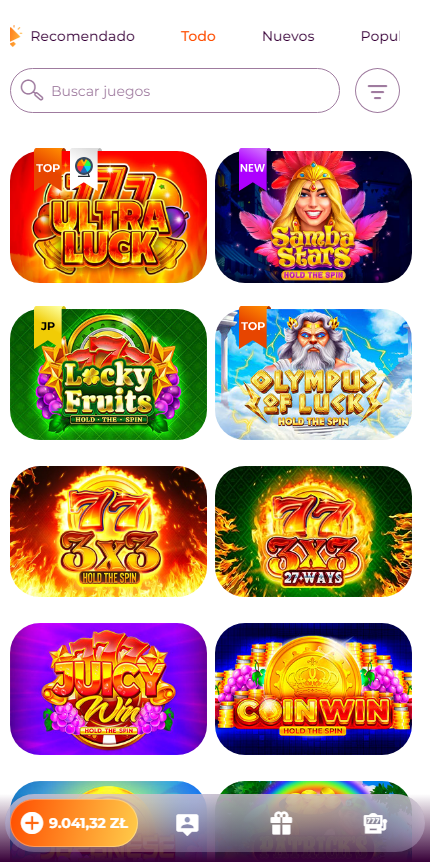 Recomendado Todo Nuevos Popul
Buscar juegos
TOP
777
ULTRA
LUCK
NEW
Samba
Stars
HOLD THE SPIN
JP
Locky
Fruits
HOLD • THE • SPIN
TOP
OLYMPUS
OF LUCK
HOLD THE SPIN
77
3X3
HOLD THE SPIN
77
3X3
27 WAYS
777
JUICY
Win
HOLD THE SPIN
COIN WIN
HOLD THE SPIN
9.041,32 ZŁ
777